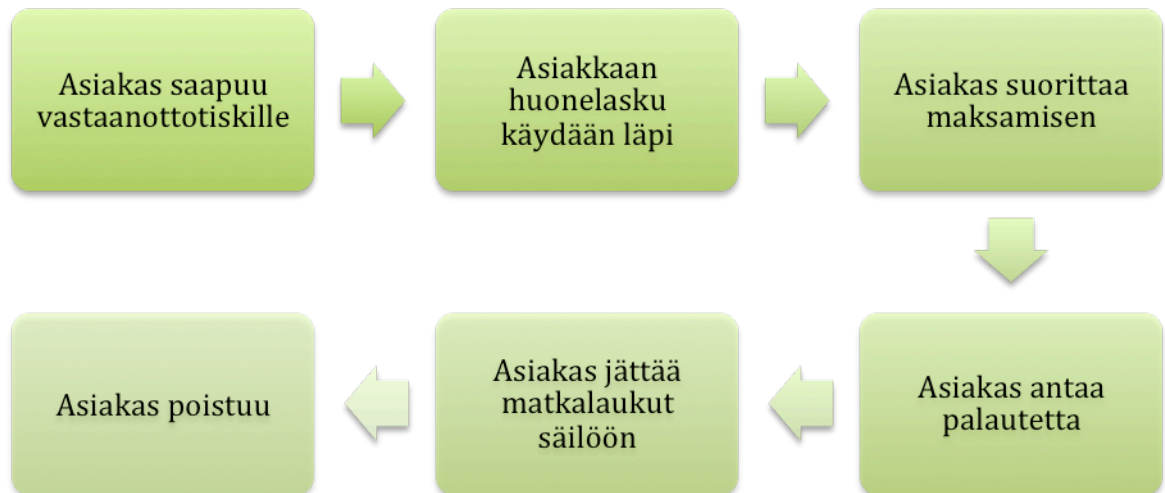 Asiakas saapuu
vastaanottotiskille
Asiakkaan
huonelasku
käydään läpi
Asiakas suorittaa
maksamisen
Asiakas antaa
palautetta
Asiakas jättää
matkalaukut
säilöön
Asiakas poistuu